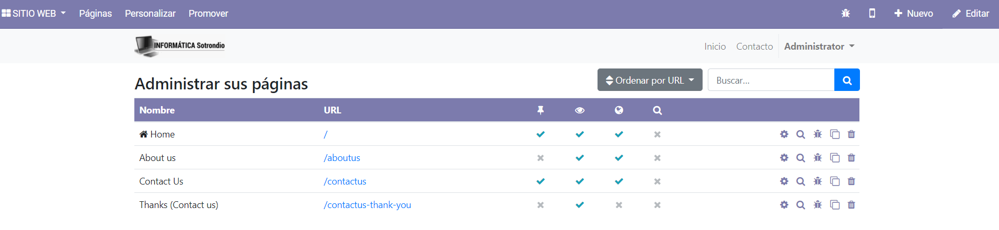 SITIO WEB Páginas Personalizar Promover Nuevo Editar
INFORMÁTICA Sotrondio Inicio Contacto Administrator
Administrar sus páginas Ordenar por URL Buscar...
Nombre URL
Home /
About us /aboutus
Contact Us /contactus
Thanks (Contact us) /contactus-thank-you